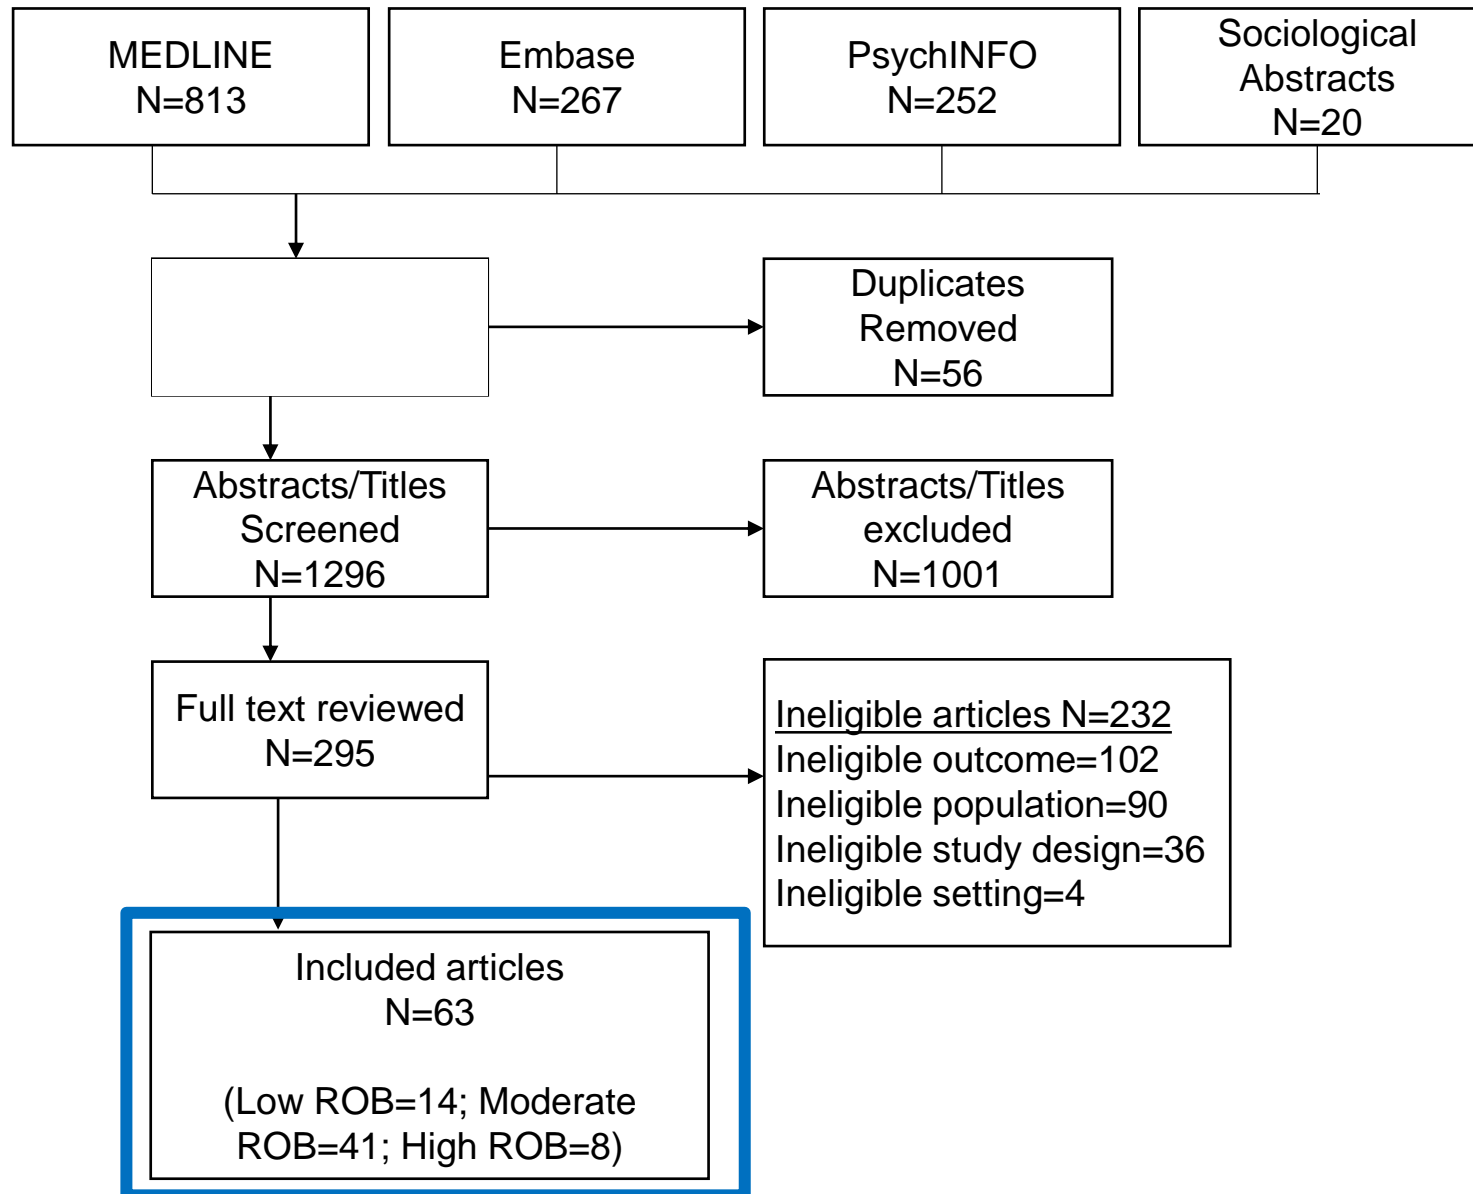 MEDLINE
N=813
Embase
N=267
PsychINFO
N=252
Sociological
Abstracts
N=20
Duplicates
Removed
N=56
Abstracts/Titles
Screened
N=1296
Abstracts/Titles
excluded
N=1001
Full text reviewed
N=295
Ineligible articles N=232
Ineligible outcome=102
Ineligible population=90
Ineligible study design=36
Ineligible setting=4
Included articles
N=63
(Low ROB=14; Moderate
ROB=41; High ROB=8)